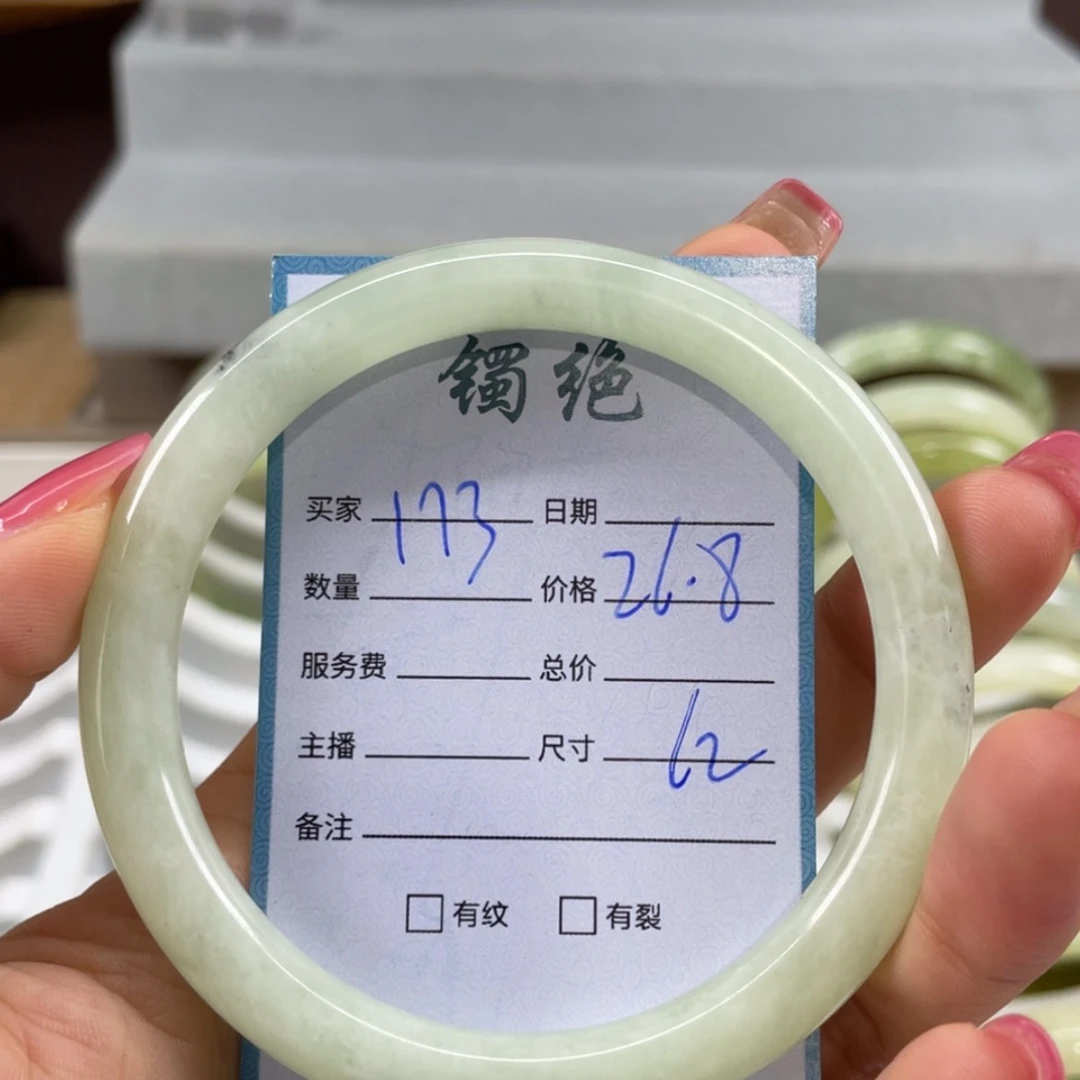 镯绝
买家 173 日期
数量 价格 26.8
服务费 总价
主播 尺寸 62
备注
有纹 有裂